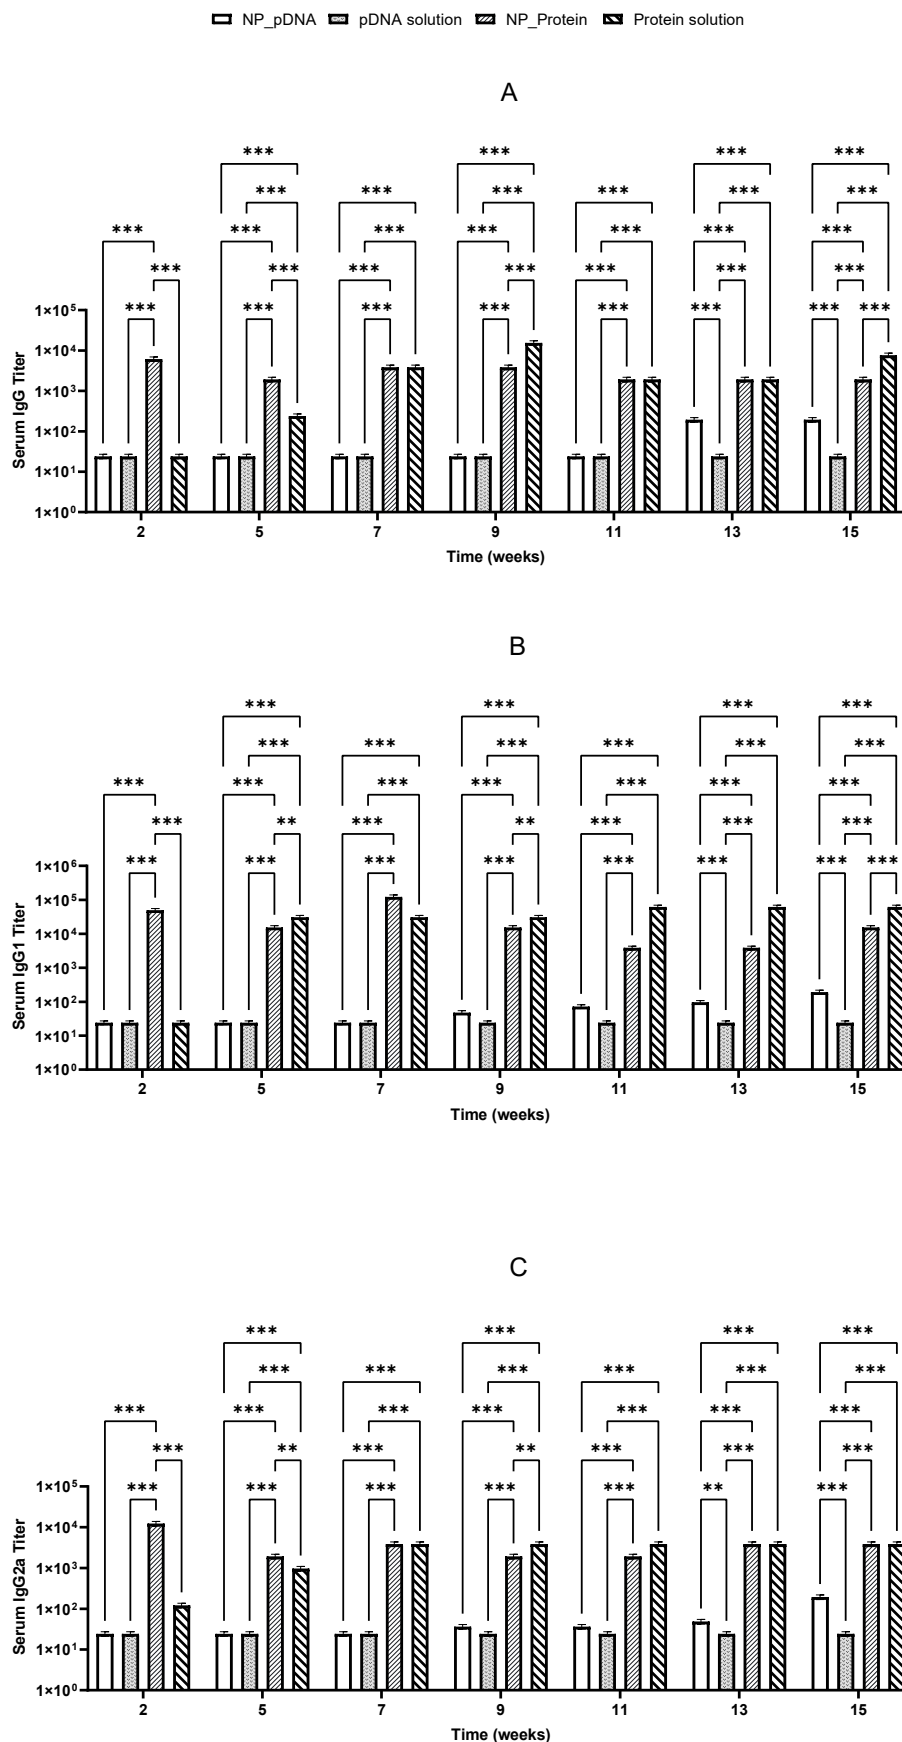 NP_pDNA pDNA solution NP_Protein Protein solution
A
*** *** *** ***
*** *** *** *** *** ***
*** *** *** *** *** *** *** ***
*** *** *** *** *** *** *** ***
*** *** *** *** *** *** *** *** ***
1×10⁵
1×10⁴
1×10³
1×10²
1×10¹
1×10⁰
Serum IgG Titer
2 5 7 9 11 13 15
Time (weeks)
B
*** *** *** ***
*** *** *** *** *** ***
*** *** *** *** *** *** *** ***
*** ** *** ** *** *** ***
*** *** *** *** *** *** *** ***
1×10⁶
1×10⁵
1×10⁴
1×10³
1×10²
1×10¹
1×10⁰
Serum IgG1 Titer
2 5 7 9 11 13 15
Time (weeks)
C
*** *** *** ***
*** *** *** *** *** ***
*** *** *** *** *** *** ***
*** ** *** ** *** *** ***
*** *** *** *** *** ** ***
1×10⁵
1×10⁴
1×10³
1×10²
1×10¹
1×10⁰
Serum IgG2a Titer
2 5 7 9 11 13 15
Time (weeks)